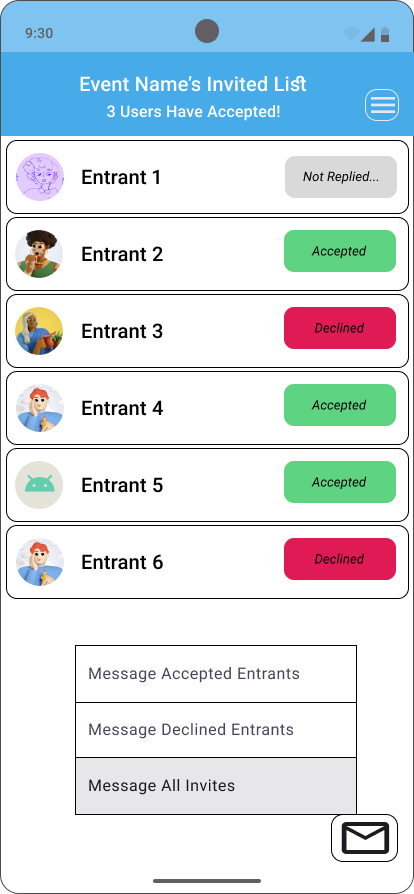 9:30
Event Name's Invited List
3 Users Have Accepted!
Entrant 1
Not Replied...
Entrant 2
Accepted
Entrant 3
Declined
Entrant 4
Accepted
Entrant 5
Accepted
Entrant 6
Declined
Message Accepted Entrants
Message Declined Entrants
Message All Invites